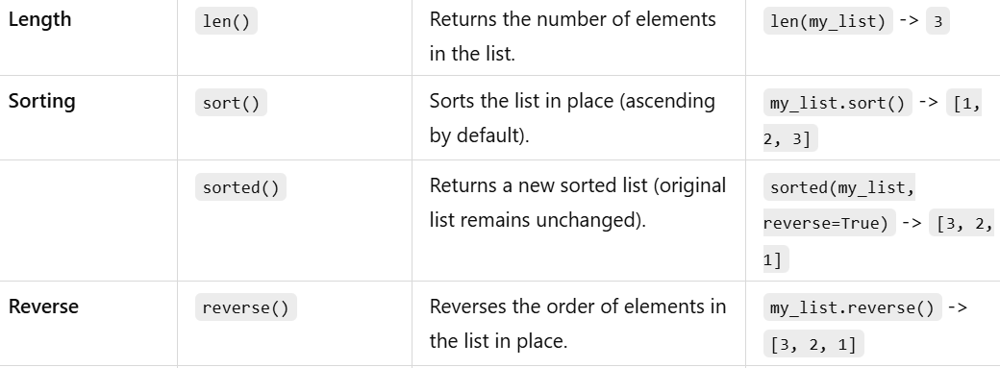 Length len() Returns the number of elements len(my_list) -> 3
in the list.
Sorting sort() Sorts the list in place (ascending my_list.sort() -> [1,
by default). 2, 3]
sorted() Returns a new sorted list (original sorted(my_list,
list remains unchanged). reverse=True) -> [3, 2,
1]
Reverse reverse() Reverses the order of elements in my_list.reverse() ->
the list in place. [3, 2, 1]